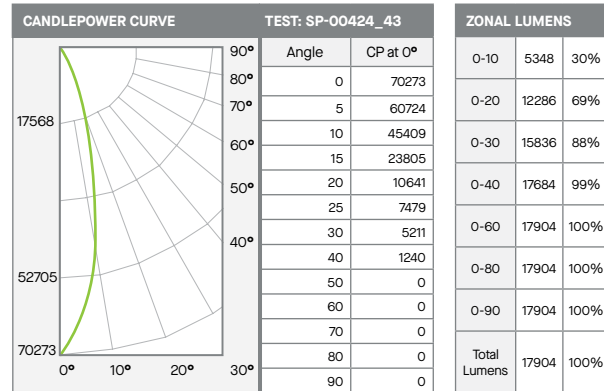 CANDLEPOWER CURVE
17568
52705
70273
90°
80°
70°
60°
50°
40°
30°
0° 10° 20°
TEST: SP-00424_43
Angle CP at 0°
0 70273
5 60724
10 45409
15 23805
20 10641
25 7479
30 5211
40 1240
50 0
60 0
70 0
80 0
90 0
ZONAL LUMENS
0-10 5348 30%
0-20 12286 69%
0-30 15836 88%
0-40 17684 99%
0-60 17904 100%
0-80 17904 100%
0-90 17904 100%
Total
Lumens 17904 100%